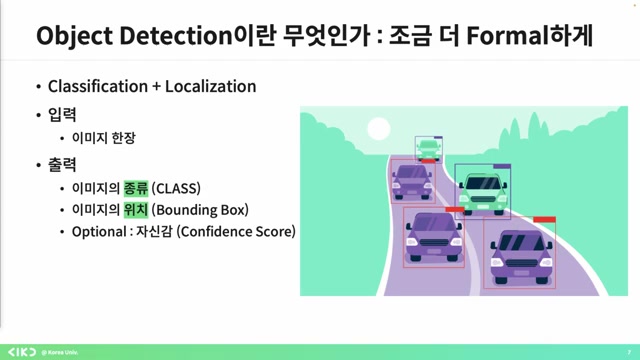 Object Detection이란 무엇인가 : 조금 더 Formal하게
• Classification + Localization
• 입력
• 이미지 한장
• 출력
• 이미지의 종류 (CLASS)
• 이미지의 위치 (Bounding Box)
• Optional : 자신감 (Confidence Score)
@ Korea Univ.
7